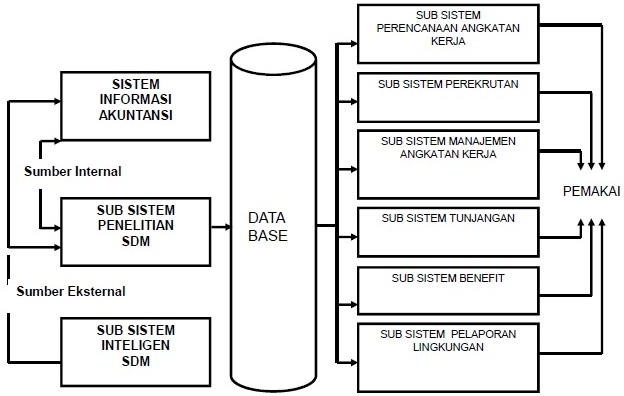 SISTEM
INFORMASI
AKUNTANSI
Sumber Internal
SUB SISTEM
PENELITIAN
SDM
Sumber Eksternal
SUB SISTEM
INTELIGEN
SDM
DATA
BASE
SUB SISTEM
PERENCANAAN ANGKATAN
KERJA
SUB SISTEM PEREKRUTAN
SUB SISTEM MANAJEMEN
ANGKATAN KERJA
SUB SISTEM TUNJANGAN
SUB SISTEM BENEFIT
SUB SISTEM PELAPORAN
LINGKUNGAN
PEMAKAI